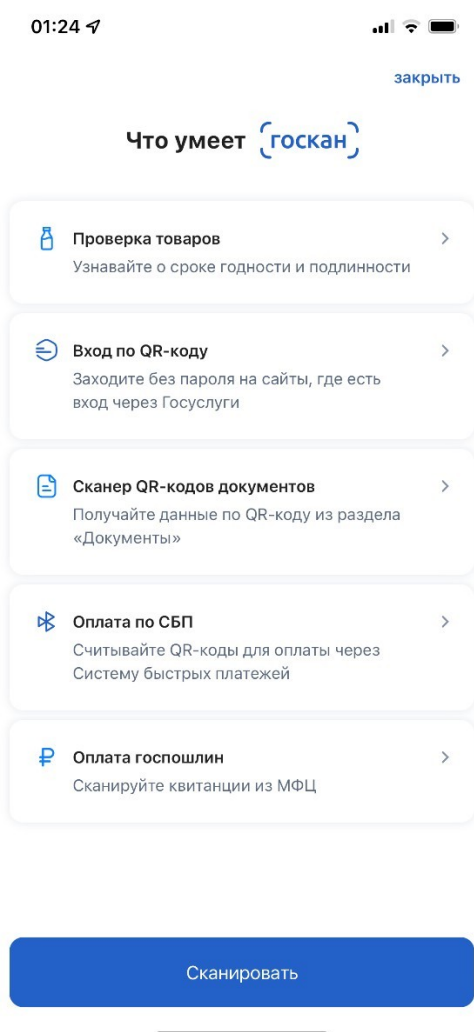 01:24
закрыть
Что умеет госкан
Проверка товаров
Узнавайте о сроке годности и подлинности
Вход по QR-коду
Заходите без пароля на сайты, где есть
вход через Госуслуги
Сканер QR-кодов документов
Получайте данные по QR-коду из раздела
«Документы»
Оплата по СБП
Считывайте QR-коды для оплаты через
Систему быстрых платежей
Оплата госпошлин
Сканируйте квитанции из МФЦ
Сканировать